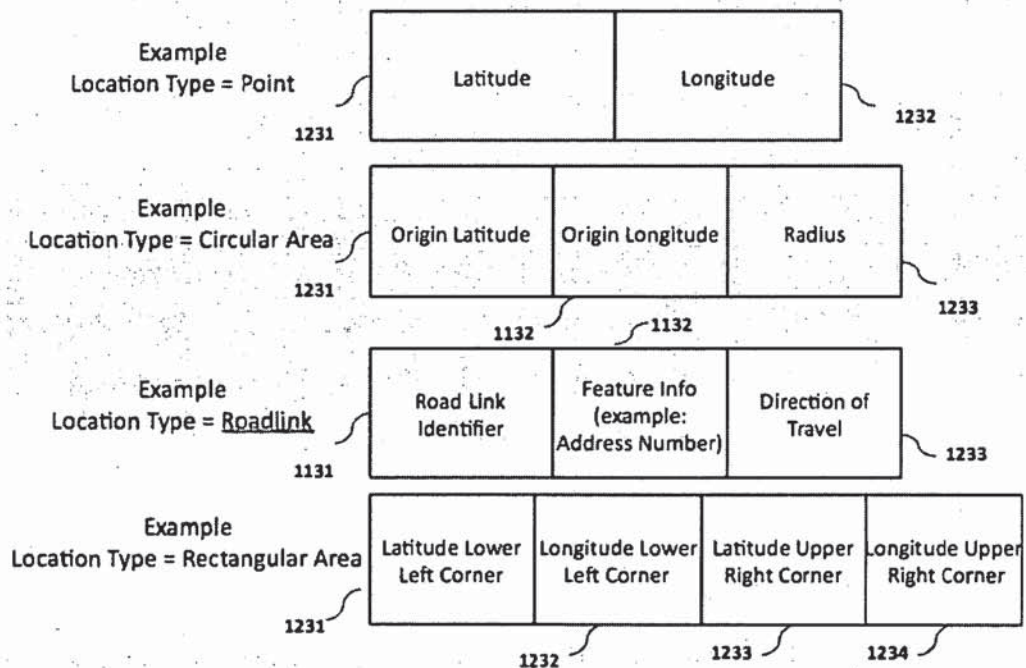 Example
Location Type = Point
Latitude
Longitude
1231
1232
Example
Location Type = Circular Area
Origin Latitude
Origin Longitude
Radius
1231
1132
1233
1132
Example
Location Type = Roadlink
Road Link
Identifier
Feature Info
(example:
Address Number)
Direction of
Travel
1131
1233
Example
Location Type = Rectangular Area
Latitude Lower
Left Corner
Longitude Lower
Left Corner
Latitude Upper
Right Corner
Longitude Upper
Right Corner
1231
1232
1233
1234